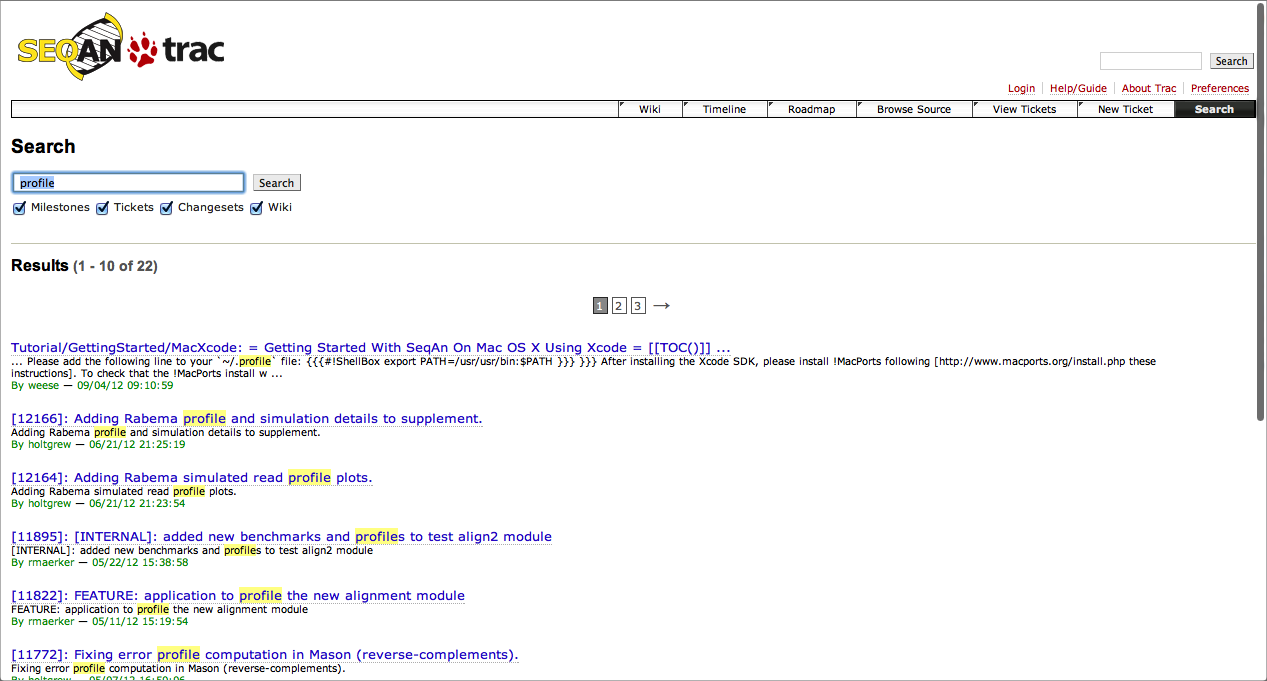 SEQAN trac
Search
Login Help/Guide About Trac Preferences
Wiki Timeline Roadmap Browse Source View Tickets New Ticket Search
Search
profile Search
Milestones Tickets Changesets Wiki
Results (1 - 10 of 22)
1 2 3 →
Tutorial/GettingStarted/MacXcode: = Getting Started With SeqAn On Mac OS X Using Xcode = [[TOC()]] ...
... Please add the following line to your `~/.profile` file: {{{#!ShellBox export PATH=/usr/usr/bin:$PATH }}} }}} After installing the Xcode SDK, please install !MacPorts following [http://www.macports.org/install.php these
instructions]. To check that the !MacPorts install w ...
By weese — 09/04/12 09:10:59
[12166]: Adding Rabema profile and simulation details to supplement.
Adding Rabema profile and simulation details to supplement.
By holtgrew — 06/21/12 21:25:19
[12164]: Adding Rabema simulated read profile plots.
Adding Rabema simulated read profile plots.
By holtgrew — 06/21/12 21:23:54
[11895]: [INTERNAL]: added new benchmarks and profiles to test align2 module
[INTERNAL]: added new benchmarks and profiles to test align2 module
By rmaerker — 05/22/12 15:38:58
[11822]: FEATURE: application to profile the new alignment module
FEATURE: application to profile the new alignment module
By rmaerker — 05/11/12 15:19:54
[11772]: Fixing error profile computation in Mason (reverse-complements).
Fixing error profile computation in Mason (reverse-complements).
By holtgrew — 05/07/12 16:50:06